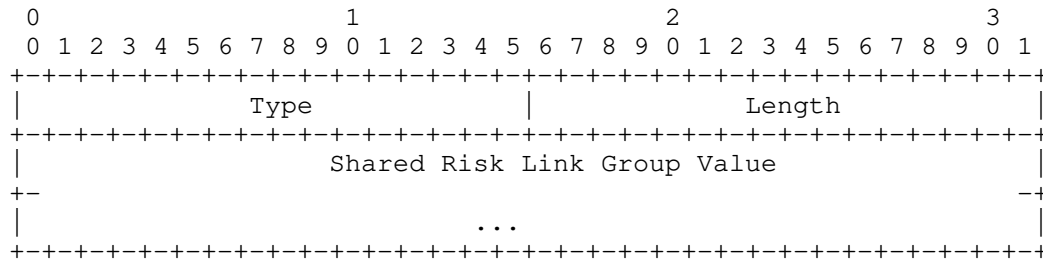 0                   1                   2                   3
 0 1 2 3 4 5 6 7 8 9 0 1 2 3 4 5 6 7 8 9 0 1 2 3 4 5 6 7 8 9 0 1
+-+-+-+-+-+-+-+-+-+-+-+-+-+-+-+-+-+-+-+-+-+-+-+-+-+-+-+-+-+-+-+-+
|              Type             |             Length            |
+-+-+-+-+-+-+-+-+-+-+-+-+-+-+-+-+-+-+-+-+-+-+-+-+-+-+-+-+-+-+-+-+
|                  Shared Risk Link Group Value                 |
+-                                                             -+
|                              ...                              |
+-+-+-+-+-+-+-+-+-+-+-+-+-+-+-+-+-+-+-+-+-+-+-+-+-+-+-+-+-+-+-+-+